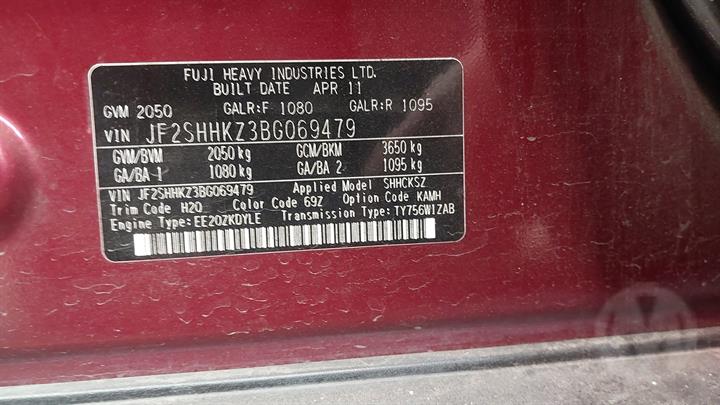 FUJI HEAVY INDUSTRIES LTD.
BUILT DATE APR 11
GVM 2050 GALR:F 1080 GALR:R 1095
VIN JF2SHHKZ3BG069479
GVM/BVM 2050 kg GCM/BKM 3650 kg
GA/BA 1 1080 kg GA/BA 2 1095 kg
VIN JF2SHHKZ3BG069479 Applied Model SHHCKSZ
Trim Code H20 Color Code 69Z Option Code KAMH
Engine Type EE20ZKDYLE Transmission Type TY756W1ZAB
M